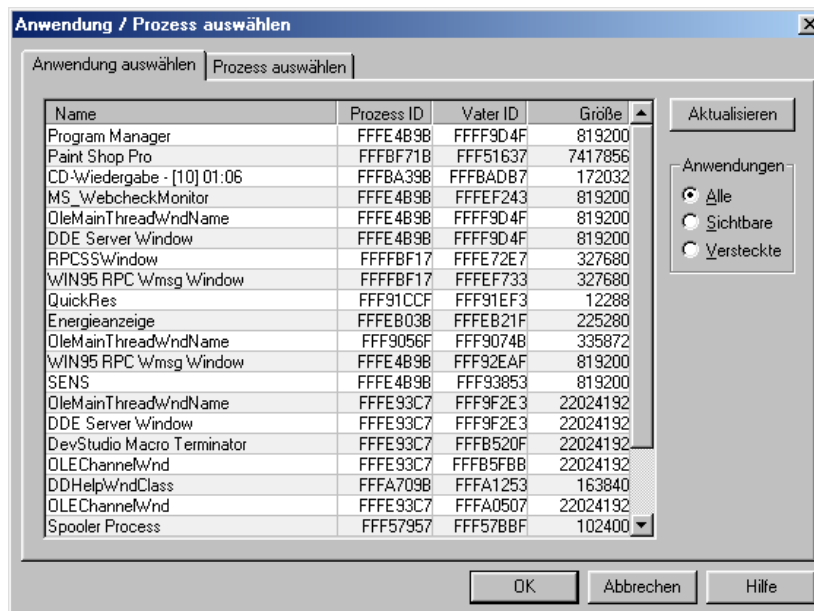 Anwendung / Prozess auswählen
Anwendung auswählen Prozess auswählen
Name Prozess ID Vater ID Größe
Program Manager FFFE4B9B FFFF9D4F 819200
Paint Shop Pro FFFBF71B FFF51637 7417856
CD-Wiedergabe - [10] 01:06 FFFBA39B FFFBADB7 172032
MS_WebcheckMonitor FFFE4B9B FFFEF243 819200
OleMainThreadWndName FFFE4B9B FFFF9D4F 819200
DDE Server Window FFFE4B9B FFFF9D4F 819200
RPCSSWindow FFFFBF17 FFFE72E7 327680
WIN95 RPC Wmsg Window FFFFBF17 FFFEF733 327680
QuickRes FFF91CCF FFF91EF3 12288
Energieanzeige FFFEB03B FFFEB21F 225280
OleMainThreadWndName FFF9056F FFF9074B 335872
WIN95 RPC Wmsg Window FFFE4B9B FFF92EAF 819200
SENS FFFE4B9B FFF93853 819200
OleMainThreadWndName FFFE93C7 FFF9F2E3 22024192
DDE Server Window FFFE93C7 FFF9F2E3 22024192
DevStudio Macro Terminator FFFE93C7 FFFB520F 22024192
OLEChannelWnd FFFE93C7 FFFB5FBB 22024192
DDHelpWndClass FFFA709B FFFA1253 163840
OLEChannelWnd FFFE93C7 FFFA0507 22024192
Spooler Process FFF57957 FFF57BBF 102400
Aktualisieren
Anwendungen
Alle
Sichtbare
Versteckte
OK Abbrechen Hilfe